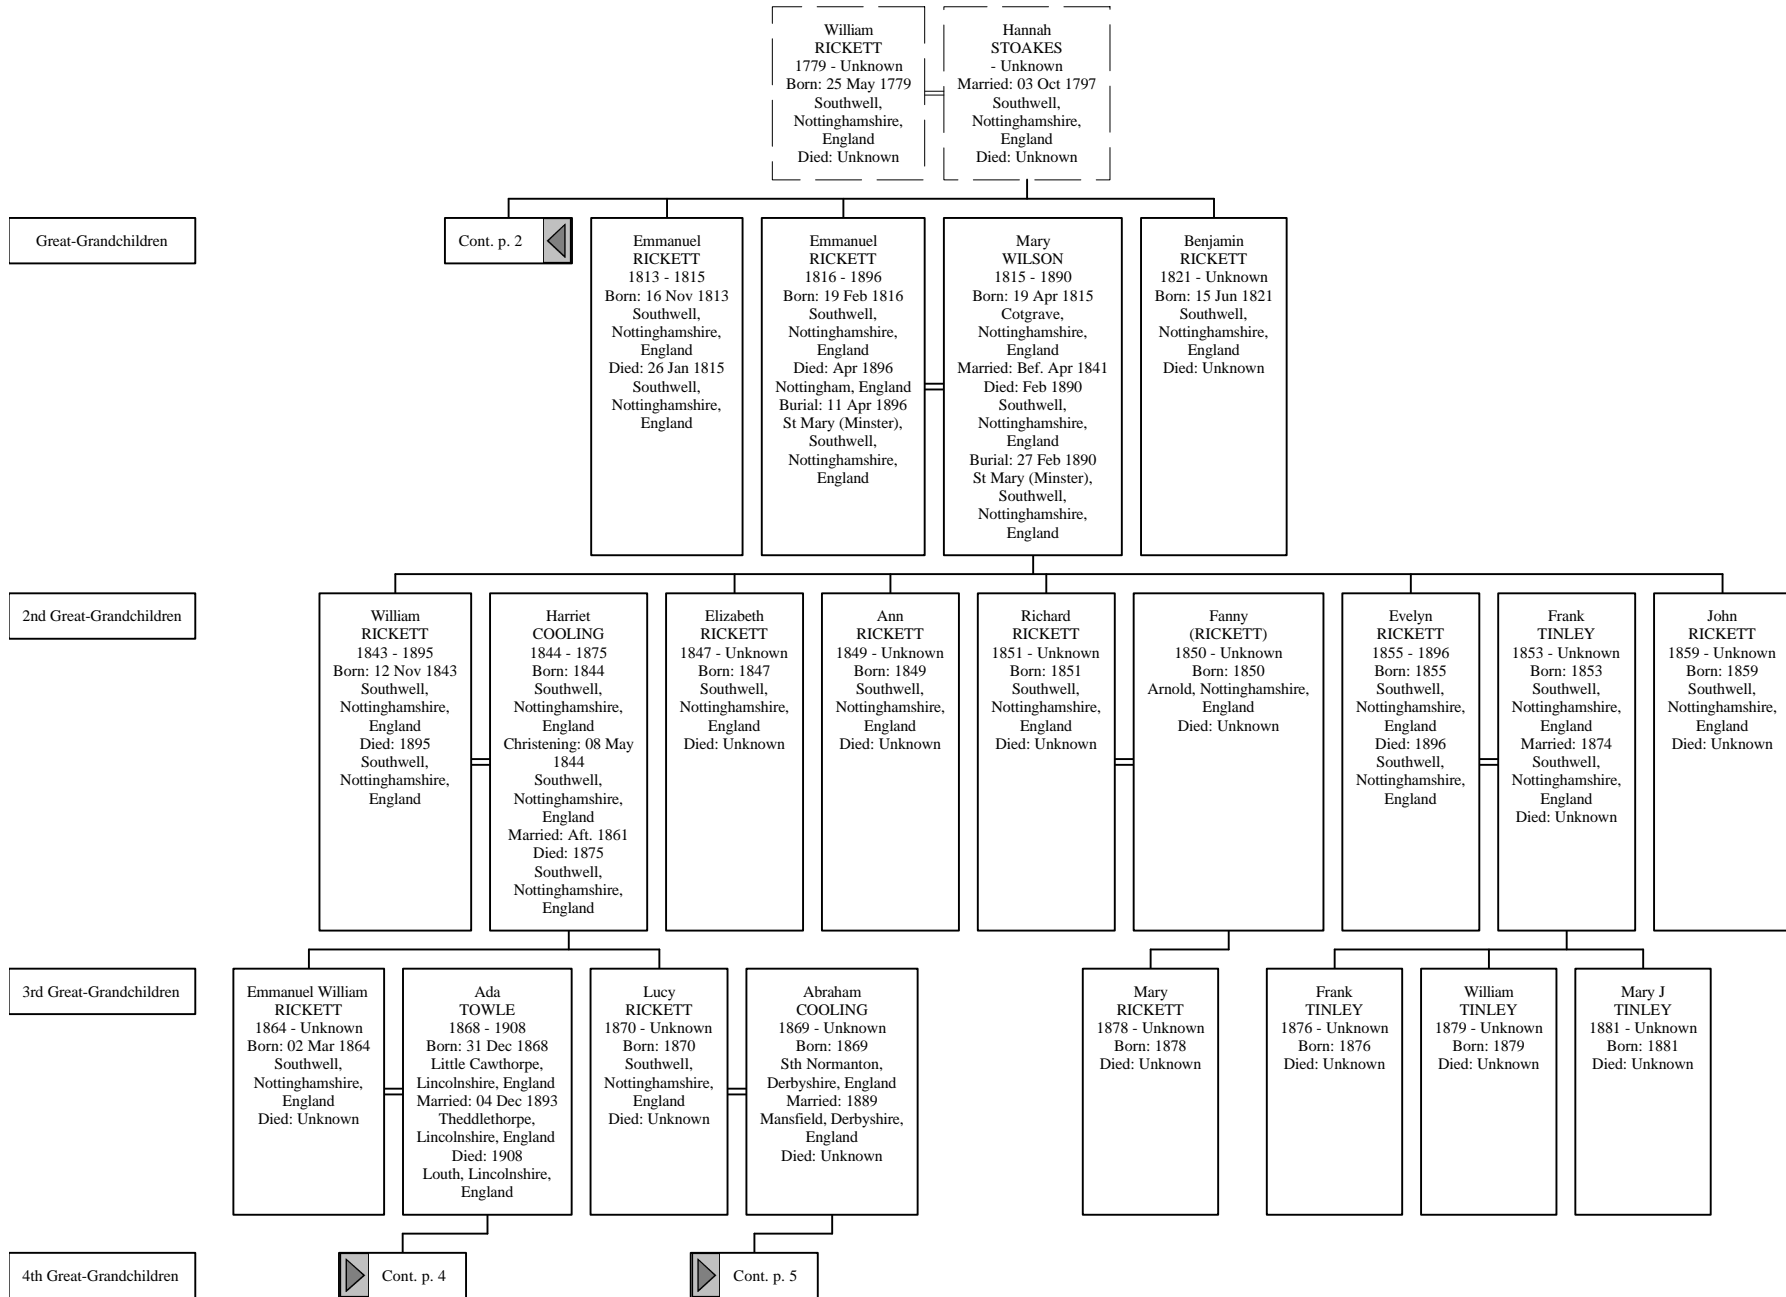 William
RICKETT
1779 - Unknown
Born: 25 May 1779
Southwell,
Nottinghamshire,
England
Died: Unknown
Hannah
STOAKES
- Unknown
Married: 03 Oct 1797
Southwell,
Nottinghamshire,
England
Died: Unknown
Great-Grandchildren
Cont. p. 2
Emmanuel
RICKETT
1813 - 1815
Born: 16 Nov 1813
Southwell,
Nottinghamshire,
England
Died: 26 Jan 1815
Southwell,
Nottinghamshire,
England
Emmanuel
RICKETT
1816 - 1896
Born: 19 Feb 1816
Southwell,
Nottinghamshire,
England
Died: Apr 1896
Nottingham, England
Burial: 11 Apr 1896
St Mary (Minster),
Southwell,
Nottinghamshire,
England
Mary
WILSON
1815 - 1890
Born: 19 Apr 1815
Cotgrave,
Nottinghamshire,
England
Married: Bef. Apr 1841
Died: Feb 1890
Southwell,
Nottinghamshire,
England
Burial: 27 Feb 1890
St Mary (Minster),
Southwell,
Nottinghamshire,
England
Benjamin
RICKETT
1821 - Unknown
Born: 15 Jun 1821
Southwell,
Nottinghamshire,
England
Died: Unknown
2nd Great-Grandchildren
William
RICKETT
1843 - 1895
Born: 12 Nov 1843
Southwell,
Nottinghamshire,
England
Died: 1895
Southwell,
Nottinghamshire,
England
Harriet
COOLING
1844 - 1875
Born: 1844
Southwell,
Nottinghamshire,
England
Christening: 08 May
1844
Southwell,
Nottinghamshire,
England
Married: Aft. 1861
Died: 1875
Southwell,
Nottinghamshire,
England
Elizabeth
RICKETT
1847 - Unknown
Born: 1847
Southwell,
Nottinghamshire,
England
Died: Unknown
Ann
RICKETT
1849 - Unknown
Born: 1849
Southwell,
Nottinghamshire,
England
Died: Unknown
Richard
RICKETT
1851 - Unknown
Born: 1851
Southwell,
Nottinghamshire,
England
Died: Unknown
Fanny
(RICKETT)
1850 - Unknown
Born: 1850
Arnold, Nottinghamshire,
England
Died: Unknown
Evelyn
RICKETT
1855 - 1896
Born: 1855
Southwell,
Nottinghamshire,
England
Died: 1896
Southwell,
Nottinghamshire,
England
Frank
TINLEY
1853 - Unknown
Born: 1853
Southwell,
Nottinghamshire,
England
Married: 1874
Southwell,
Nottinghamshire,
England
Died: Unknown
John
RICKETT
1859 - Unknown
Born: 1859
Southwell,
Nottinghamshire,
England
Died: Unknown
3rd Great-Grandchildren
Emmanuel William
RICKETT
1864 - Unknown
Born: 02 Mar 1864
Southwell,
Nottinghamshire,
England
Died: Unknown
Ada
TOWLE
1868 - 1908
Born: 31 Dec 1868
Little Cawthorpe,
Lincolnshire, England
Married: 04 Dec 1893
Theddlethorpe,
Lincolnshire, England
Died: 1908
Louth, Lincolnshire,
England
Lucy
RICKETT
1870 - Unknown
Born: 1870
Southwell,
Nottinghamshire,
England
Died: Unknown
Abraham
COOLING
1869 - Unknown
Born: 1869
Sth Normanton,
Derbyshire, England
Married: 1889
Mansfield, Derbyshire,
England
Died: Unknown
Mary
RICKETT
1878 - Unknown
Born: 1878
Died: Unknown
Frank
TINLEY
1876 - Unknown
Born: 1876
Died: Unknown
William
TINLEY
1879 - Unknown
Born: 1879
Died: Unknown
Mary J
TINLEY
1881 - Unknown
Born: 1881
Died: Unknown
4th Great-Grandchildren
Cont. p. 4
Cont. p. 5